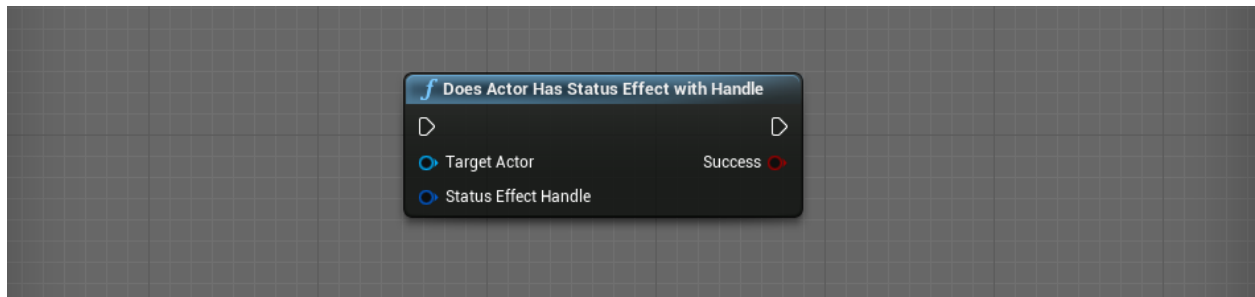 f Does Actor Has Status Effect with Handle
Target Actor
Success
Status Effect Handle